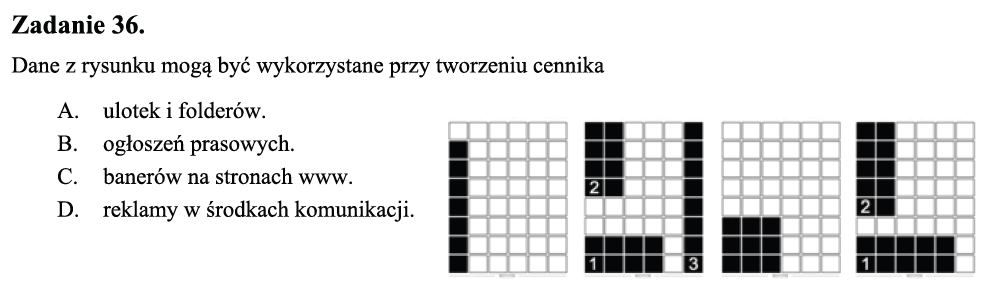 Zadanie 36.
Dane z rysunku mogą być wykorzystane przy tworzeniu cennika
A. ulotek i folderów.
B. ogłoszeń prasowych.
C. banerów na stronach www.
D. reklamy w środkach komunikacji.
2
1 3
2
1